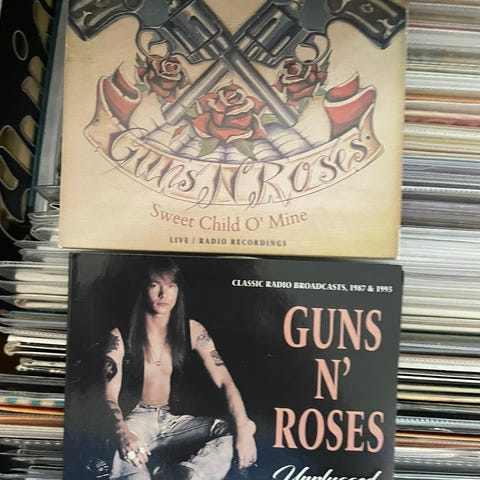 Guns N' Roses
Sweet Child O' Mine
LIVE / RADIO RECORDINGS
CLASSIC RADIO BROADCASTS, 1987 & 1993
GUNS
N'
ROSES
Unplugged